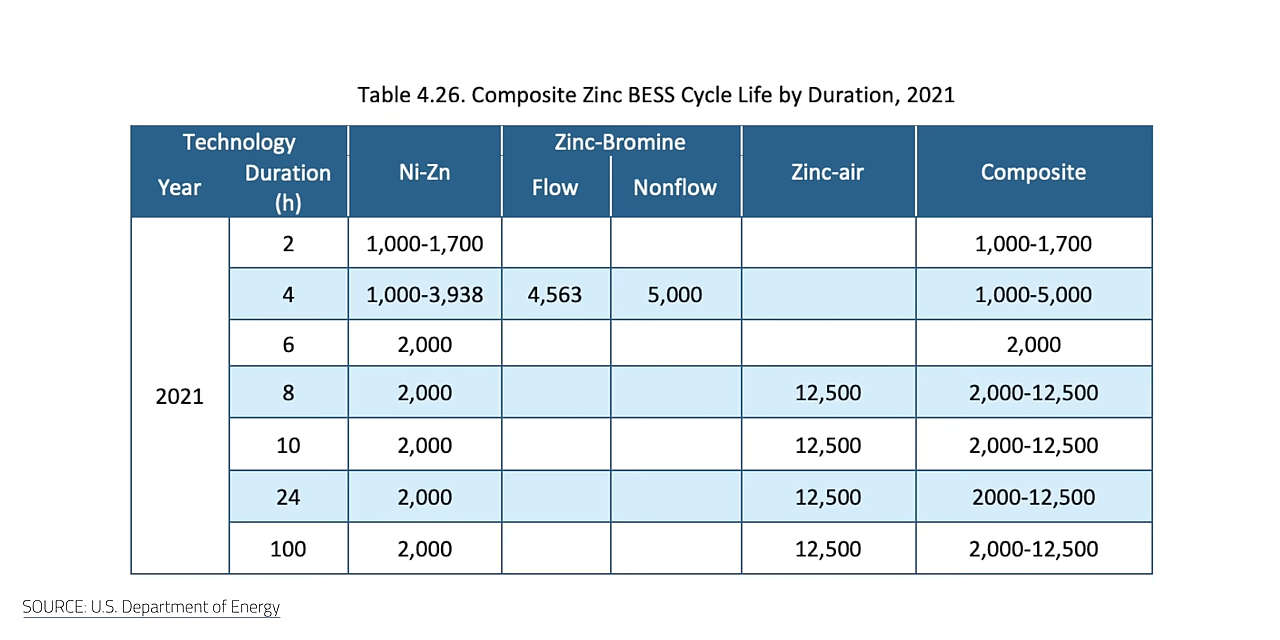 Table 4.26. Composite Zinc BESS Cycle Life by Duration, 2021
Technology Ni-Zn Zinc-Bromine Zinc-air Composite
Year Duration (h) Flow Nonflow
2021
2 1,000-1,700 1,000-1,700
4 1,000-3,938 4,563 5,000 1,000-5,000
6 2,000 2,000
8 2,000 12,500 2,000-12,500
10 2,000 12,500 2,000-12,500
24 2,000 12,500 2000-12,500
100 2,000 12,500 2,000-12,500
SOURCE: U.S. Department of Energy